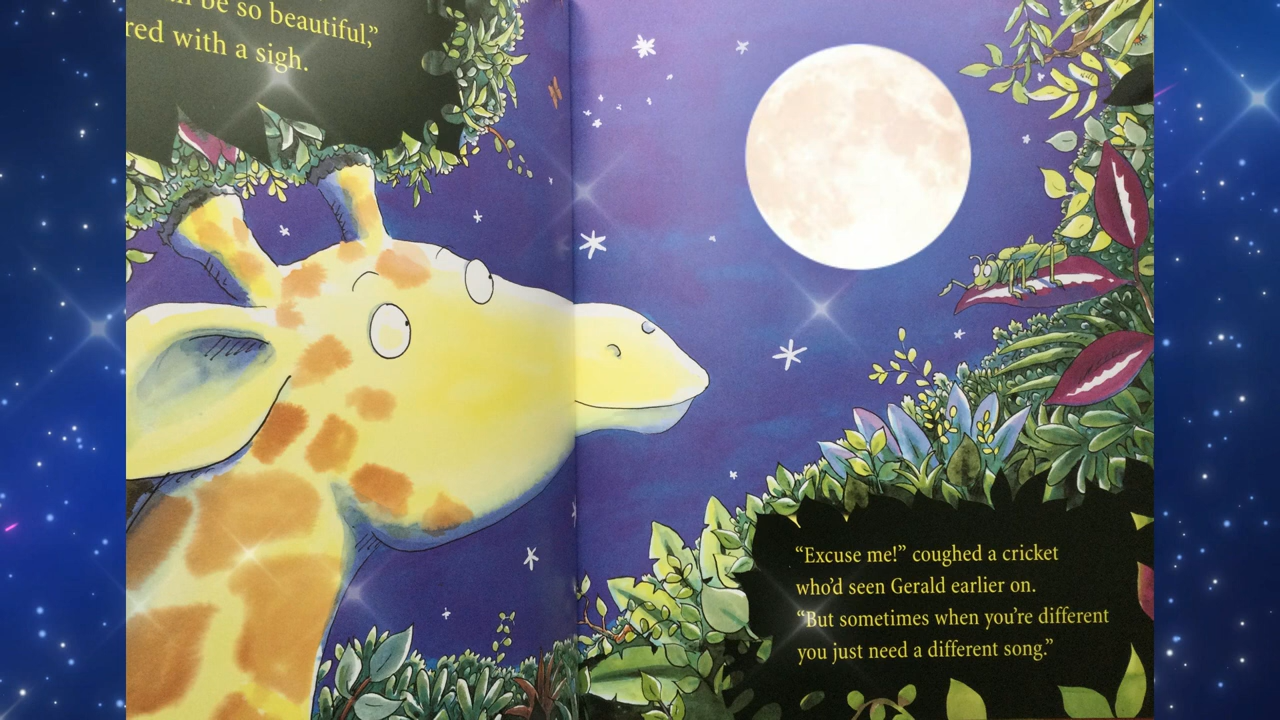 be so beautiful,”
red with a sigh.
“Excuse me!” coughed a cricket
who’d seen Gerald earlier on.
“But sometimes when you’re different
you just need a different song.”